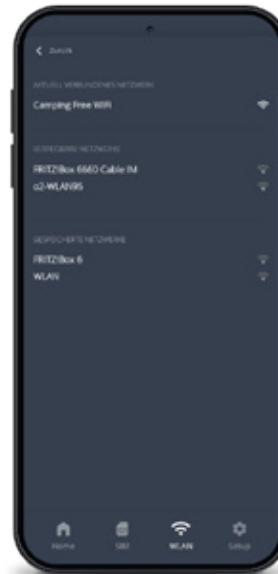 Zurück
AKTUELL VERBUNDENES NETZWERK
Camping Free WiFi
FRITZ!Box 6660 Cable IM
o2-WLAN95
GESPEICHERTE NETZWERKE
FRITZ!Box 6
WLAN
Home
SIM
WLAN
Setup